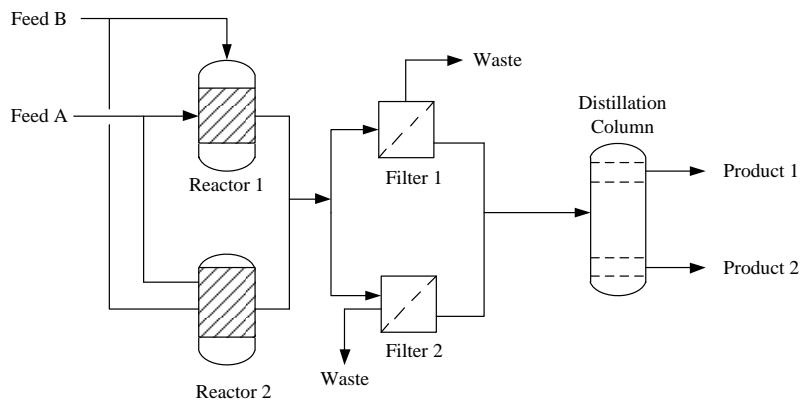 Feed B
Waste
Feed A
Distillation
Column
Product 1
Filter 1
Reactor 1
Product 2
Filter 2
Waste
Reactor 2